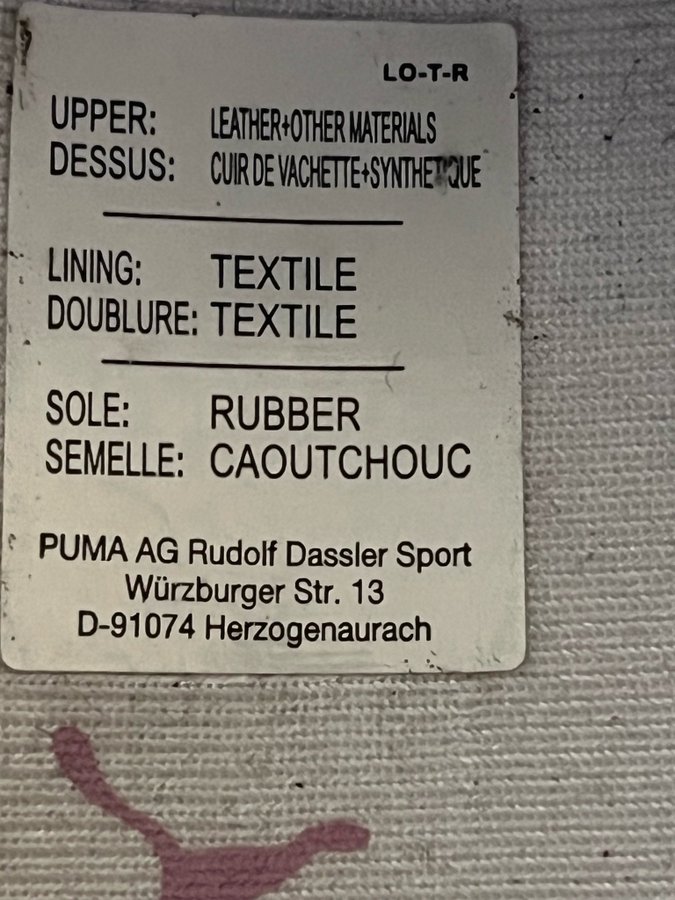 LO-T-R
UPPER: LEATHER+OTHER MATERIALS
DESSUS: CUIR DE VACHETTE+SYNTHETIQUE
LINING: TEXTILE
DOUBLURE: TEXTILE
SOLE: RUBBER
SEMELLE: CAOUTCHOUC
PUMA AG Rudolf Dassler Sport
Würzburger Str. 13
D-91074 Herzogenaurach